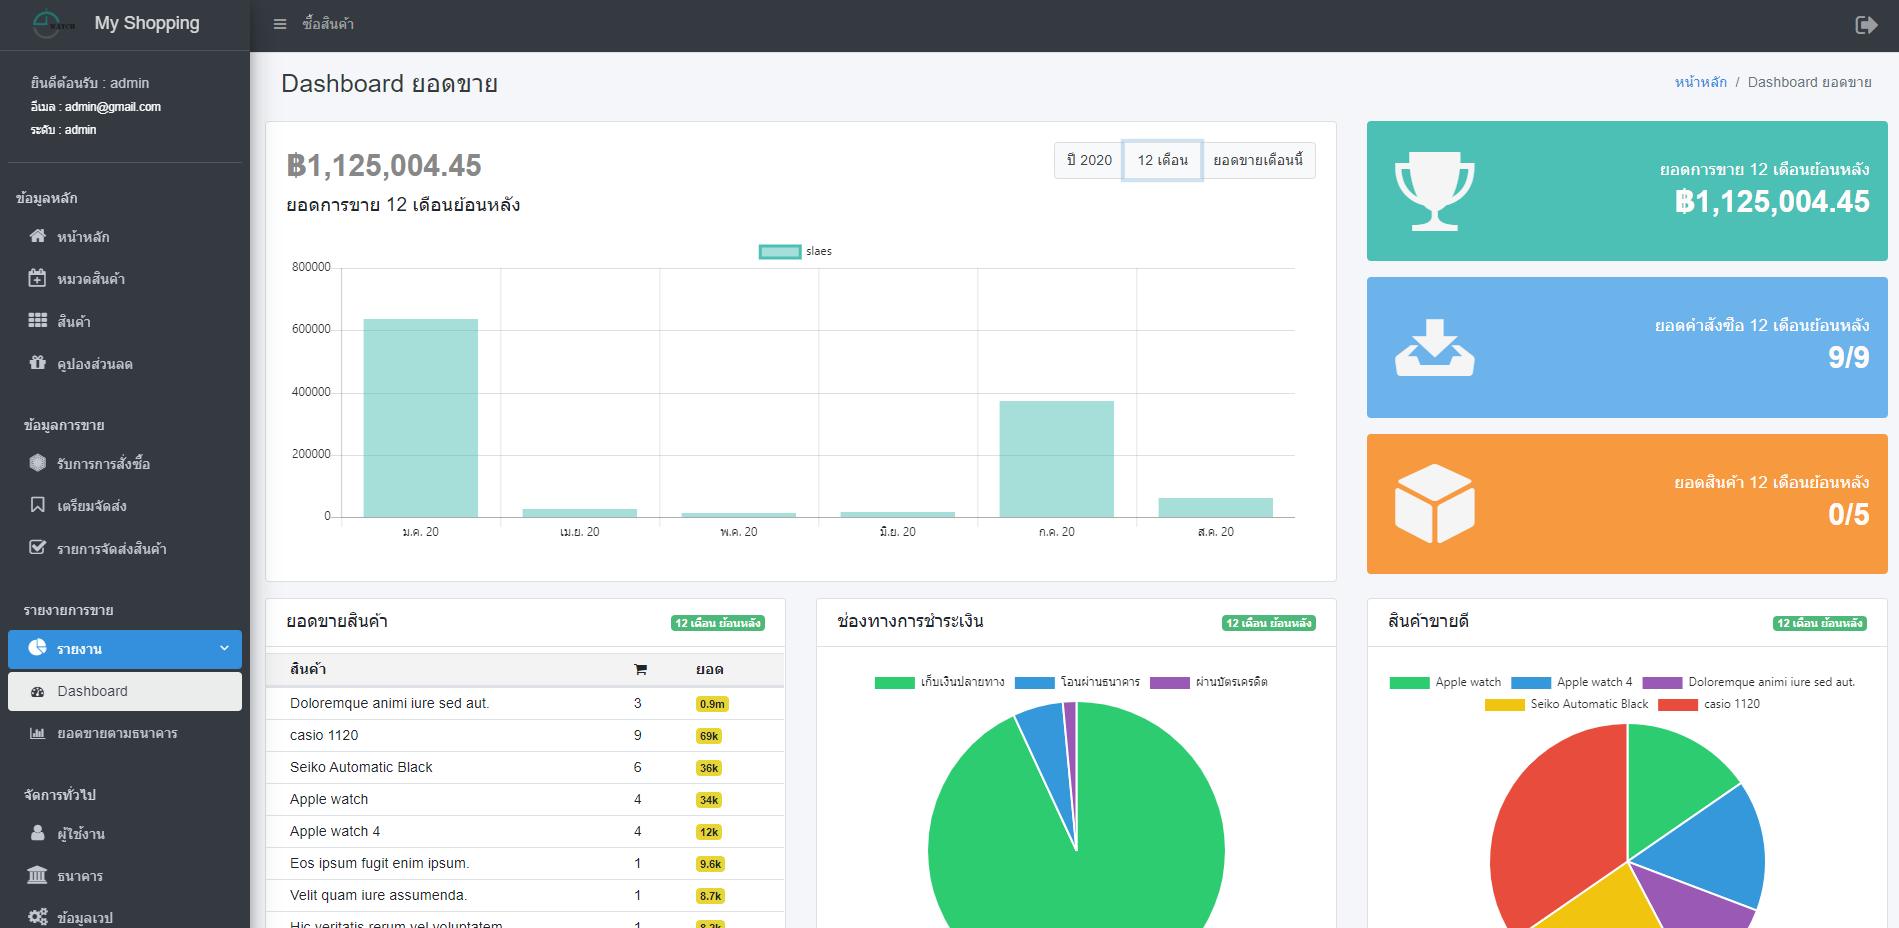 WATCH
My Shopping
ซื้อสินค้า
ยินดีต้อนรับ : admin
อีเมล : admin@gmail.com
ระดับ : admin
ข้อมูลหลัก
หน้าหลัก
หมวดสินค้า
สินค้า
คูปองส่วนลด
ข้อมูลการขาย
รับการการสั่งซื้อ
เตรียมจัดส่ง
รายการจัดส่งสินค้า
รายงายการขาย
รายงาน
Dashboard
ยอดขายตามธนาคาร
จัดการทั่วไป
ผู้ใช้งาน
ธนาคาร
ข้อมูลเวป
Dashboard ยอดขาย
หน้าหลัก / Dashboard ยอดขาย
฿1,125,004.45
ยอดการขาย 12 เดือนย้อนหลัง
ปี 2020
12 เดือน
ยอดขายเดือนนี้
slaes
800000
600000
400000
200000
0
ม.ค. 20
เม.ย. 20
พ.ค. 20
มิ.ย. 20
ก.ค. 20
ส.ค. 20
ยอดการขาย 12 เดือนย้อนหลัง
฿1,125,004.45
ยอดคำสั่งซือ 12 เดือนย้อนหลัง
9/9
ยอดสินค้า 12 เดือนย้อนหลัง
0/5
ยอดขายสินค้า
12 เดือน ย้อนหลัง
สินค้า ยอด
Doloremque animi iure sed aut. 3 0.9m
casio 1120 9 69k
Seiko Automatic Black 6 36k
Apple watch 4 34k
Apple watch 4 4 12k
Eos ipsum fugit enim ipsum. 1 9.6k
Velit quam iure assumenda. 1 8.7k
Hic veritatis rerum vel voluptatem 1 8.2k
ช่องทางการชำระเงิน
12 เดือน ย้อนหลัง
เก็บเงินปลายทาง
โอนผ่านธนาคาร
ผ่านบัตรเครดิต
สินค้าขายดี
12 เดือน ย้อนหลัง
Apple watch
Apple watch 4
Doloremque animi iure sed aut.
Seiko Automatic Black
casio 1120